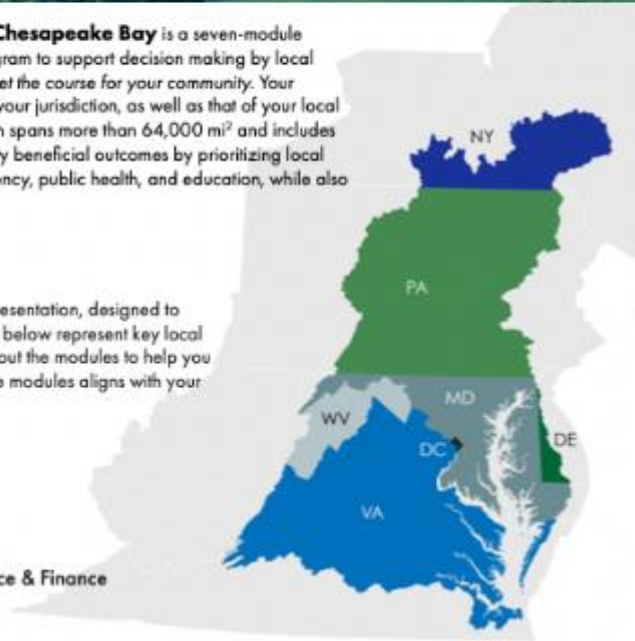 Chesapeake Bay is a seven-module
gram to support decision making by local
et the course for your community. Your
your jurisdiction, as well as that of your local
n spans more than 64,000 mi² and includes
y beneficial outcomes by prioritizing local
ency, public health, and education, while also
esentation, designed to
below represent key local
out the modules to help you
e modules aligns with your
ce & Finance
NY
PA
MD
WV
DE
DC
VA